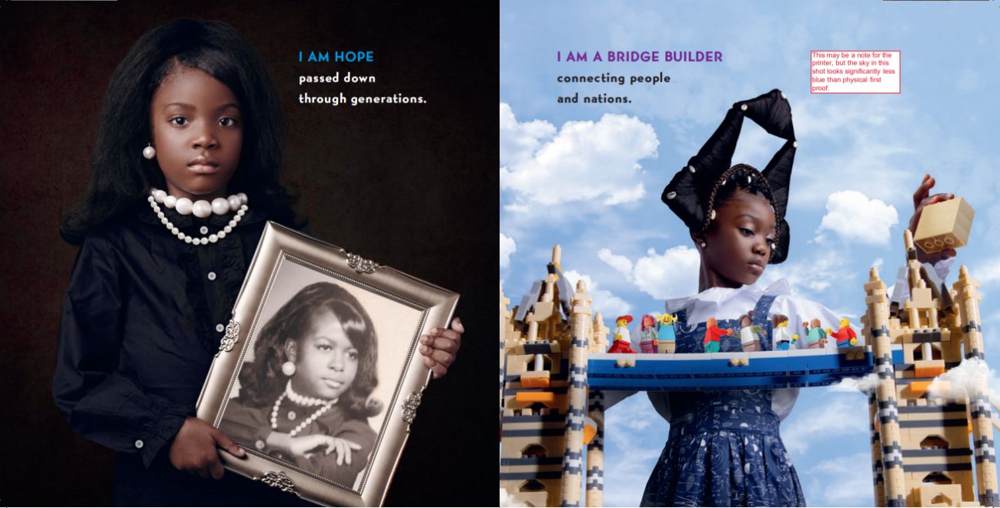 I AM HOPE
passed down
through generations.
I AM A BRIDGE BUILDER
connecting people
and nations.
This may be a note for the
printer, but the sky in this
shot looks significantly less
blue than physical first
proof.